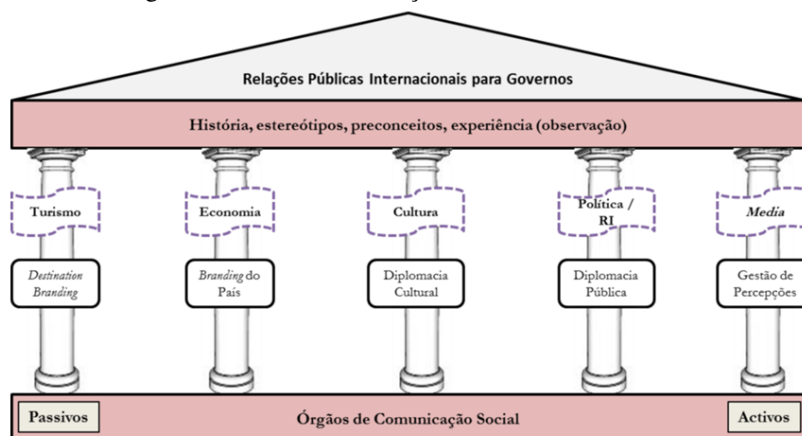 Relações Públicas Internacionais para Governos
História, estereótipos, preconceitos, experiência (observação)
Turismo
Economia
Cultura
Política /
RI
Media
Destination
Branding
Branding do
País
Diplomacia
Cultural
Diplomacia
Pública
Gestão de
Percepções
Passivos
Órgãos de Comunicação Social
Activos